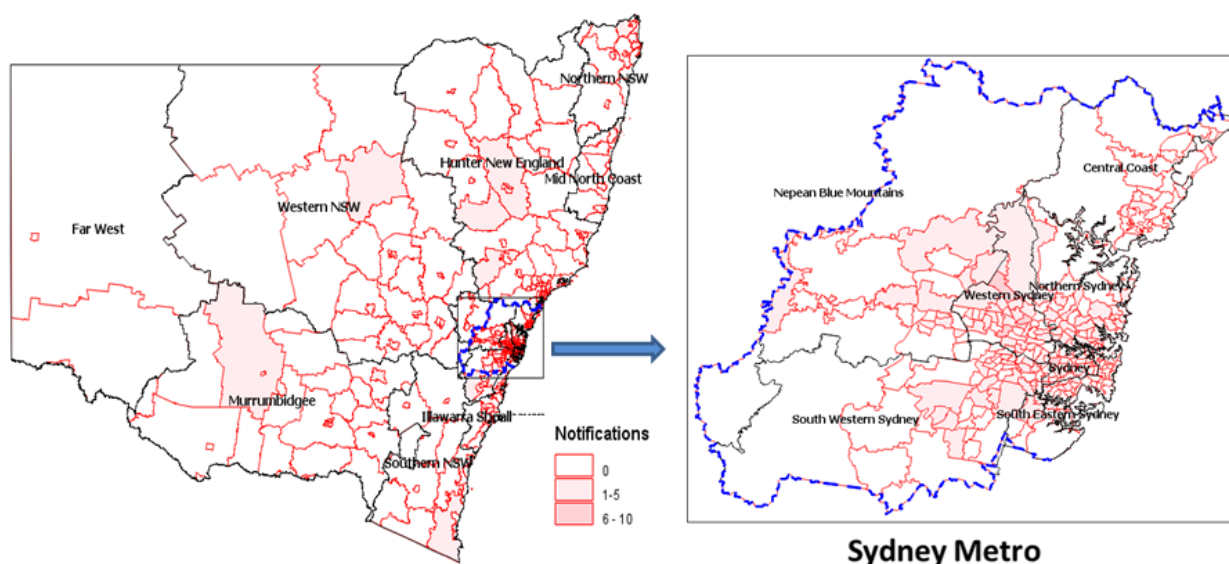 Northern NSW
Hunter New England
Mid North Coast
Western NSW
Far West
Murrumbidgee
Illawarra Shoall
Southern NSW
Notifications
0
1-5
6 - 10
Central Coast
Nepean Blue Mountains
Northern Sydney
Western Sydney
Sydney
South Western Sydney
South Eastern Sydney
Sydney Metro